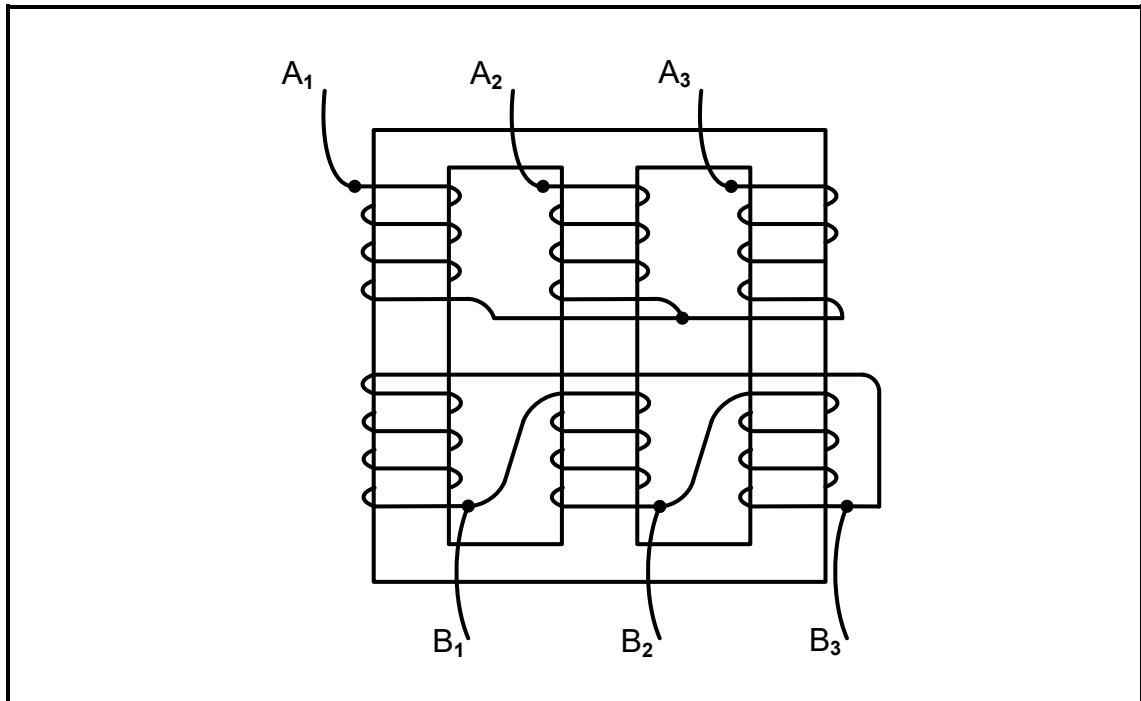 A₁ A₂ A₃
B₁ B₂ B₃